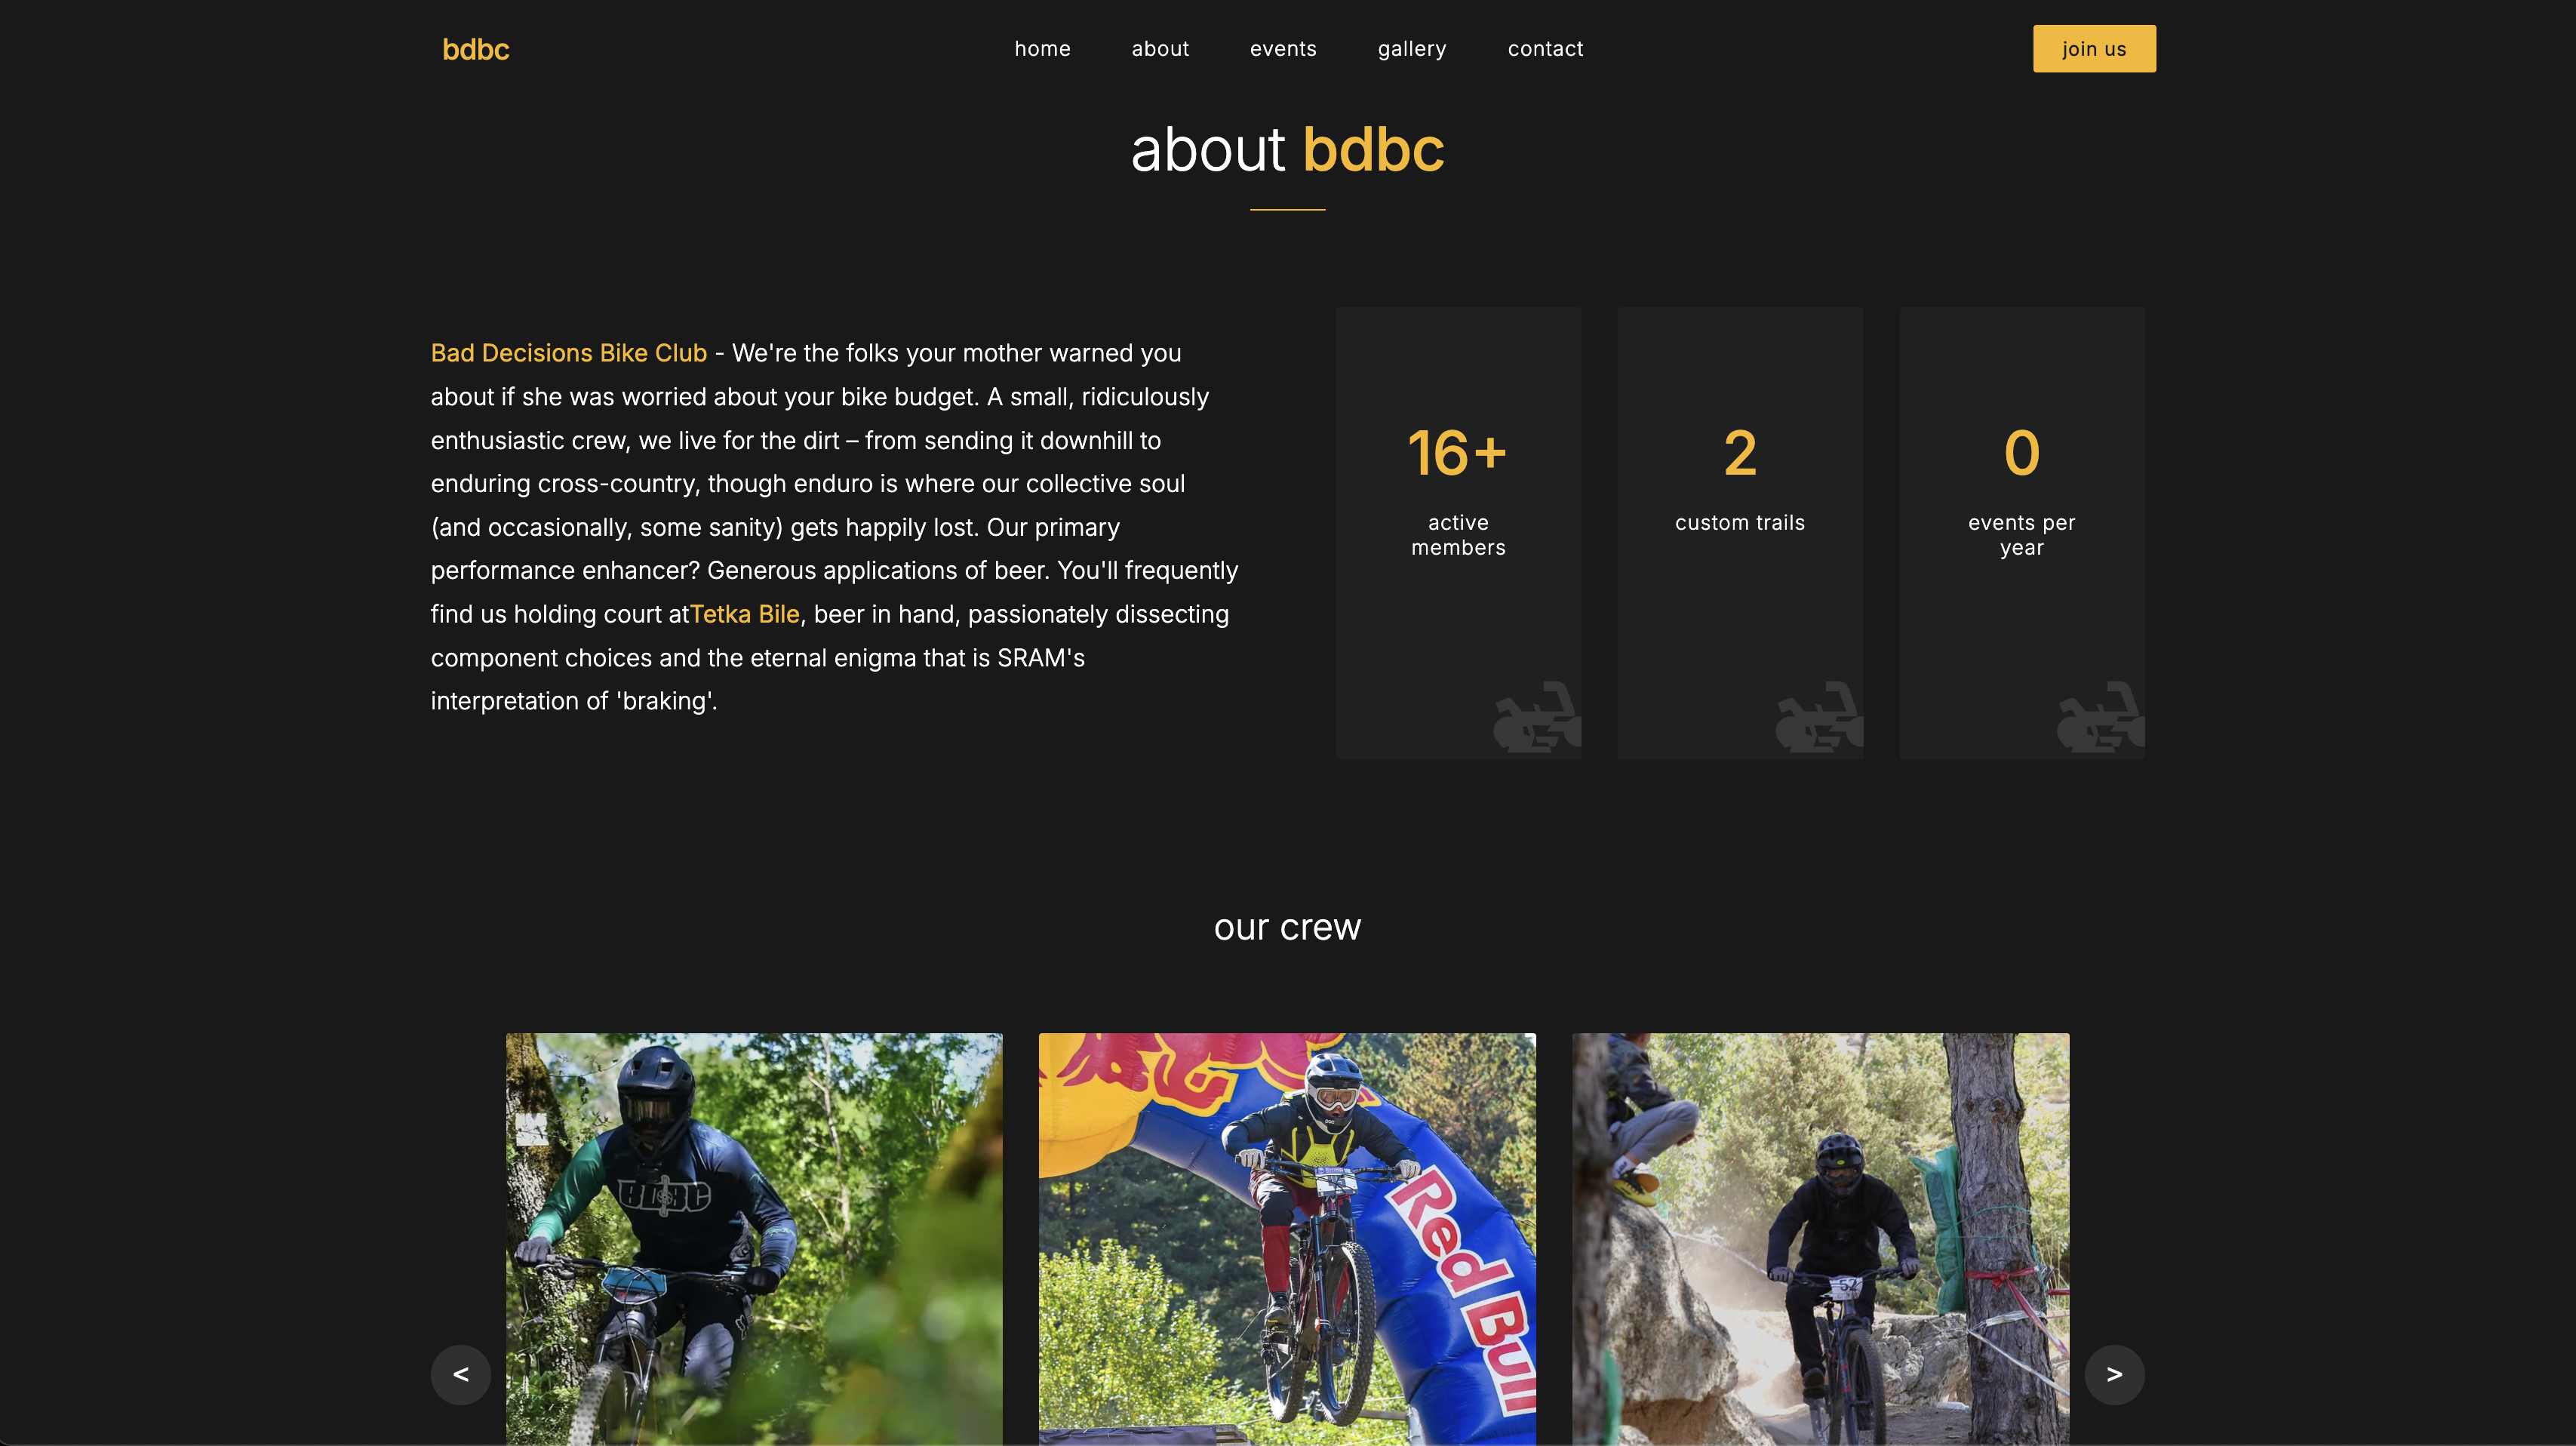 bdbc
home about events gallery contact
join us
about bdbc
Bad Decisions Bike Club - We're the folks your mother warned you
about if she was worried about your bike budget. A small, ridiculously
enthusiastic crew, we live for the dirt – from sending it downhill to
enduring cross-country, though enduro is where our collective soul
(and occasionally, some sanity) gets happily lost. Our primary
performance enhancer? Generous applications of beer. You'll frequently
find us holding court atTetka Bile, beer in hand, passionately dissecting
component choices and the eternal enigma that is SRAM's
interpretation of 'braking'.
16+
active
members
2
custom trails
0
events per
year
our crew
BDBC
Red Bull
52
<
>